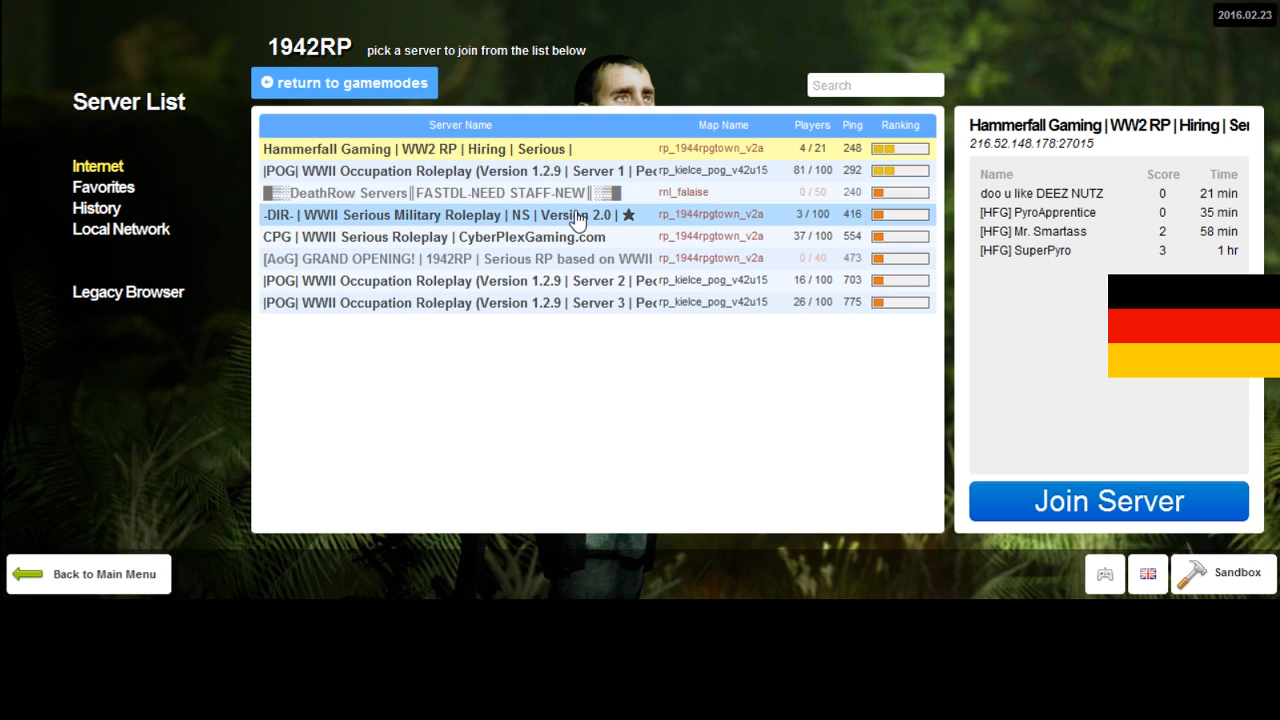 2016.02.23
1942RP pick a server to join from the list below
return to gamemodes
Search
Server List
Internet
Favorites
History
Local Network
Legacy Browser
Server Name Map Name Players Ping Ranking
Hammerfall Gaming | WW2 RP | Hiring | Serious | rp_1944rpgtown_v2a 4 / 21 248
|POG| WWII Occupation Roleplay (Version 1.2.9 | Server 1 | Pec rp_kielce_pog_v42u15 81 / 100 292
█▓▒░DeathRow Servers║FASTDL-NEED STAFF-NEW║░▒▓█ rnl_falaise 0 / 50 240
-DIR- | WWII Serious Military Roleplay | NS | Version 2.0 | ★ rp_1944rpgtown_v2a 3 / 100 416
CPG | WWII Serious Roleplay | CyberPlexGaming.com rp_1944rpgtown_v2a 37 / 100 554
[AoG] GRAND OPENING! | 1942RP | Serious RP based on WWII rp_1944rpgtown_v2a 0 / 40 473
|POG| WWII Occupation Roleplay (Version 1.2.9 | Server 2 | Pec rp_kielce_pog_v42u15 16 / 100 703
|POG| WWII Occupation Roleplay (Version 1.2.9 | Server 3 | Pec rp_kielce_pog_v42u15 26 / 100 775
Hammerfall Gaming | WW2 RP | Hiring | Ser
216.52.148.178:27015
Name Score Time
doo u like DEEZ NUTZ 0 21 min
[HFG] PyroApprentice 0 35 min
[HFG] Mr. Smartass 2 58 min
[HFG] SuperPyro 3 1 hr
Join Server
Back to Main Menu
Sandbox